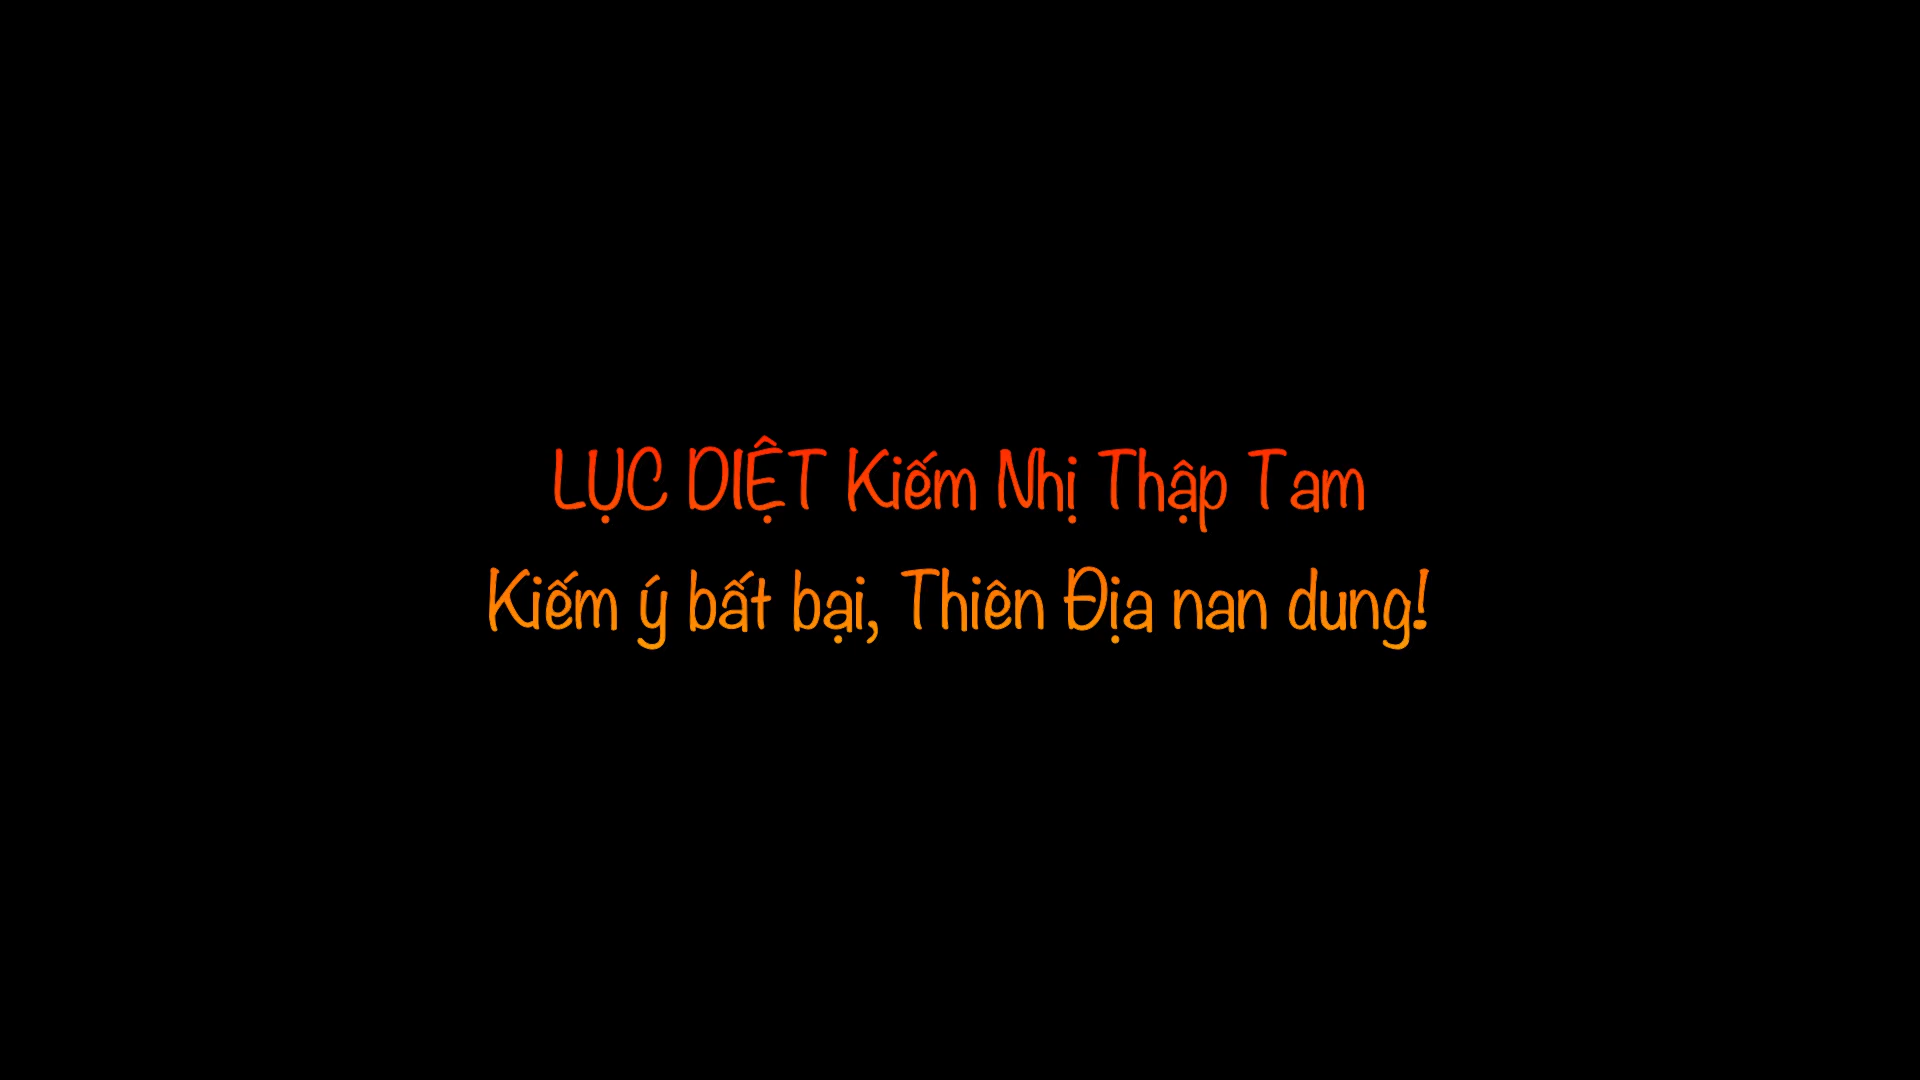 LỤC DIỆT Kiếm Nhị Thập Tam
Kiếm ý bất bại, Thiên Địa nan dung!